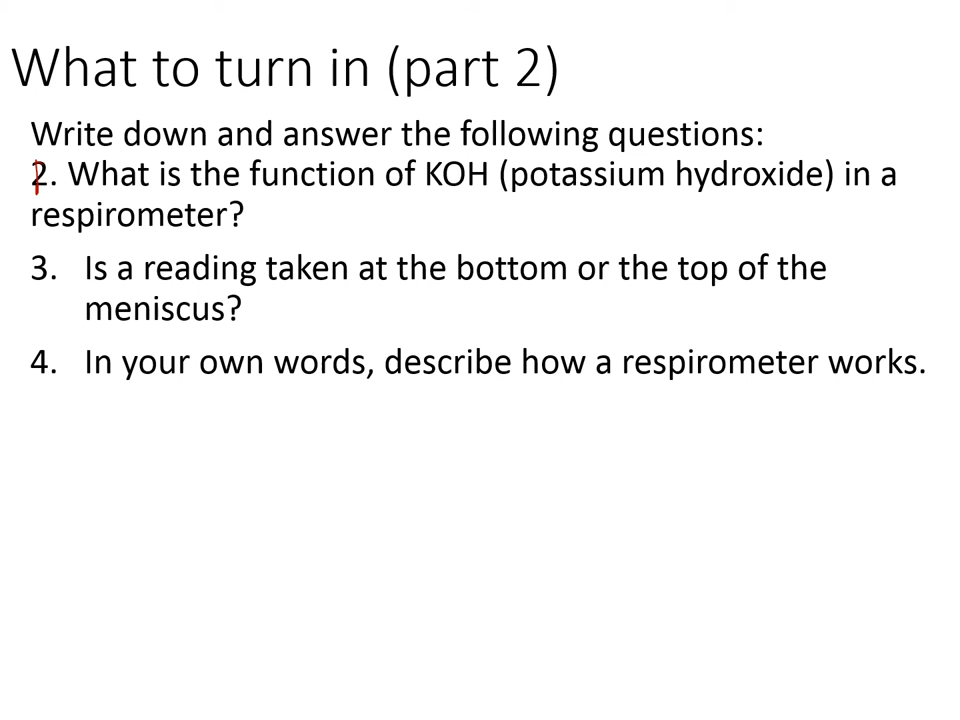 What to turn in (part 2)
Write down and answer the following questions:
2. What is the function of KOH (potassium hydroxide) in a
respirometer?
3. Is a reading taken at the bottom or the top of the
meniscus?
4. In your own words, describe how a respirometer works.